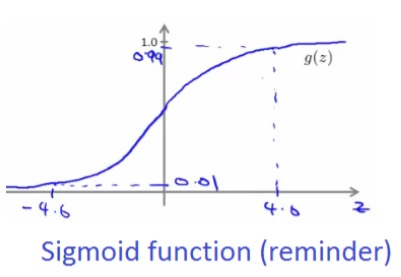 1.0
0.99
g(z)
0.01
-4.6
4.6
z
Sigmoid function (reminder)